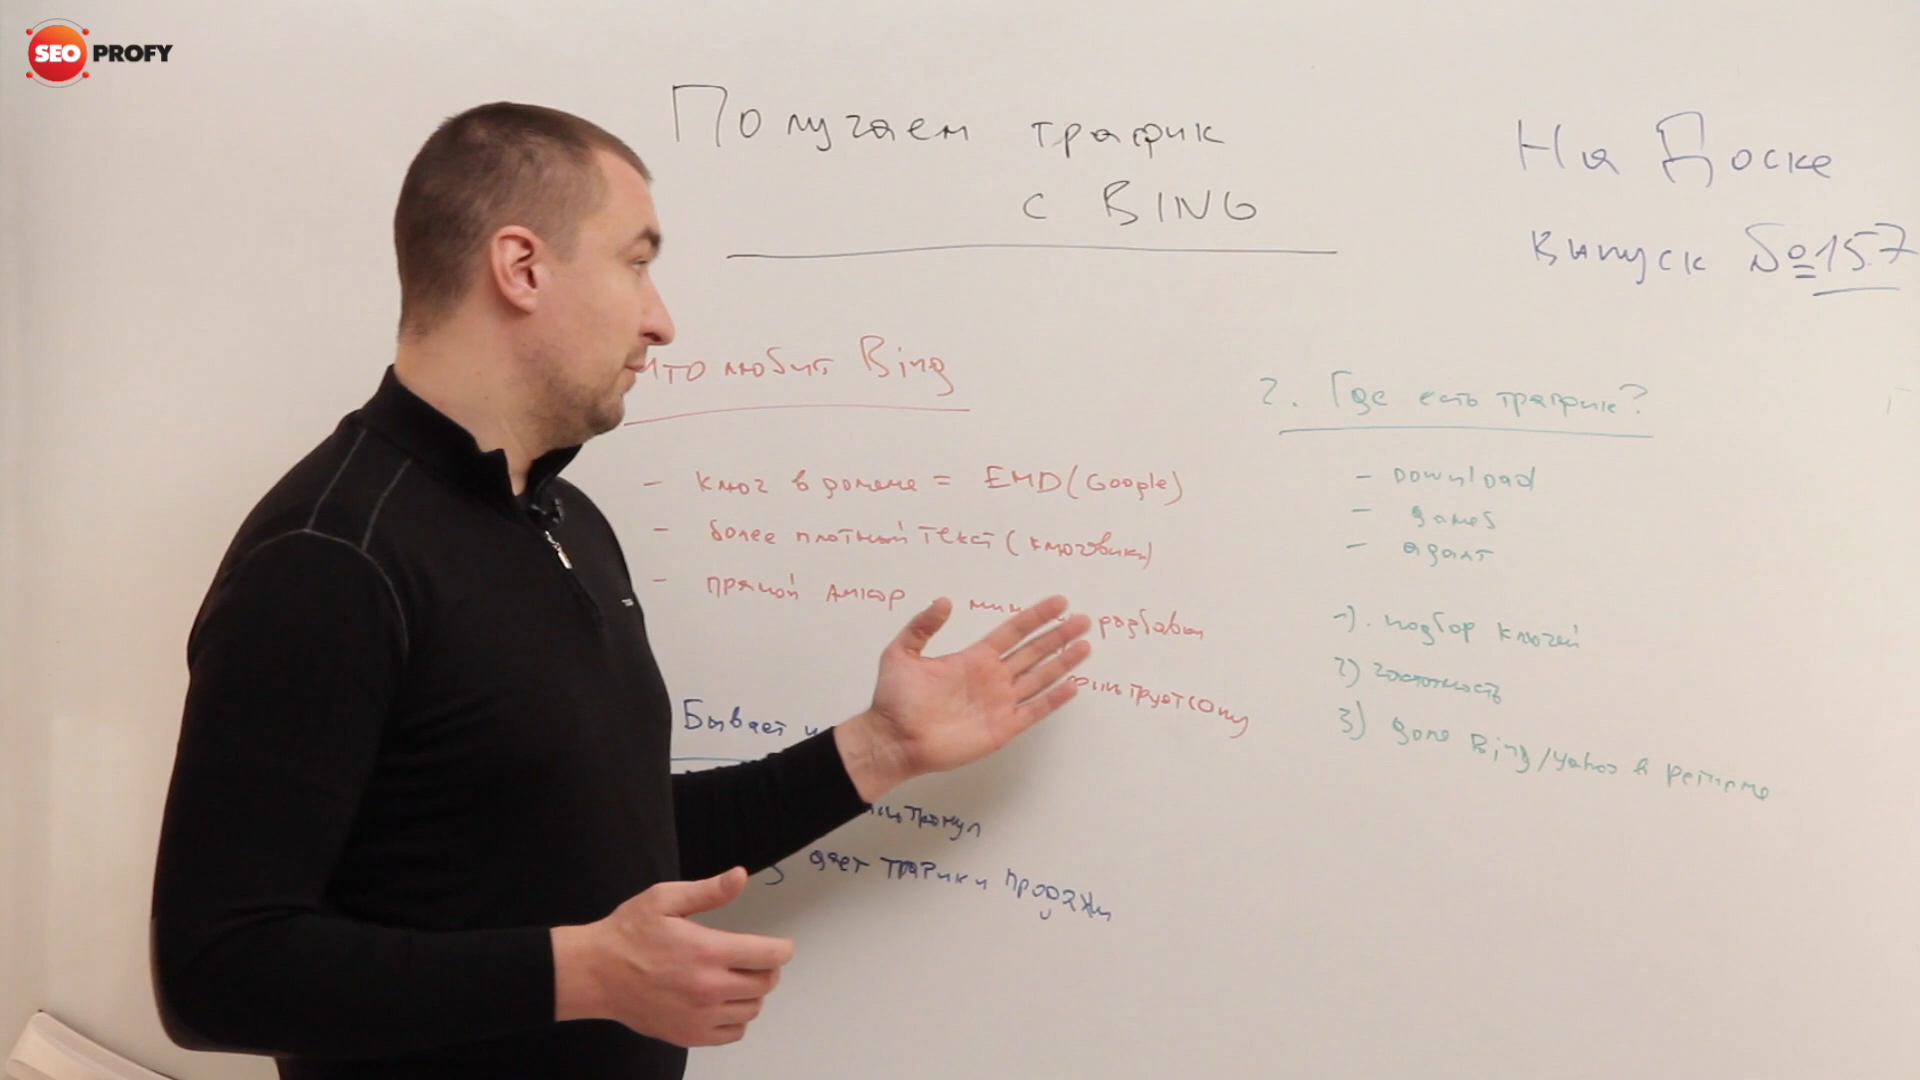 SEO PROFY
Получаем трафик
с BING
На Доске
Выпуск №157
что любит Bing
- ключ в домене = EMD (Google)
- более плотный текст (ключевики)
- прямой анкор разбавки
фильтруетсяПУ
Бывает
дает трафик и продажи
2. Где есть трафик?
- Download
- games
- адалт
1). подбор ключей
2) частотность
3) доля Bing/Yahoo в регионе